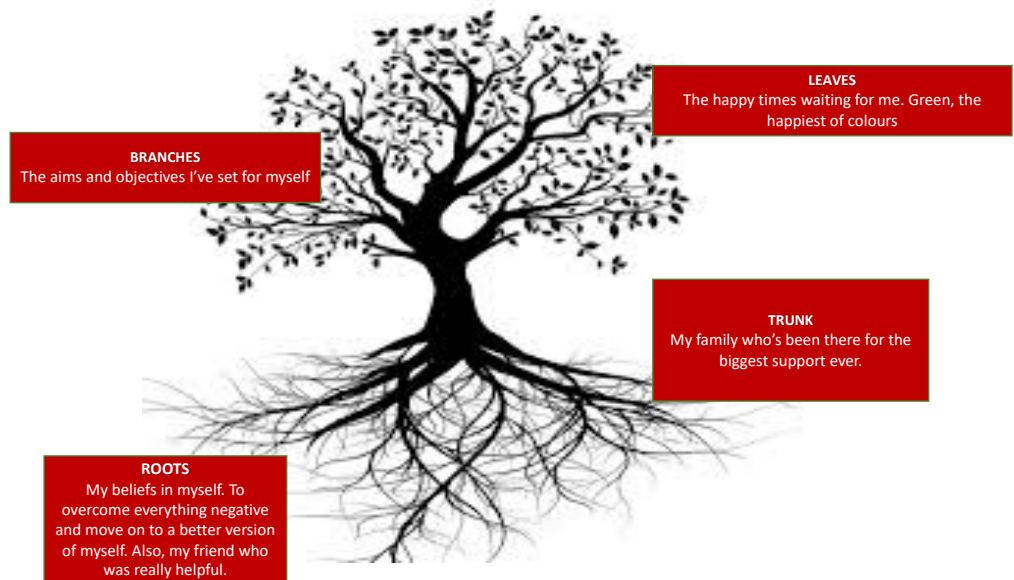 LEAVES
The happy times waiting for me. Green, the
happiest of colours
BRANCHES
The aims and objectives I've set for myself
TRUNK
My family who's been there for the
biggest support ever.
ROOTS
My beliefs in myself. To
overcome everything negative
and move on to a better version
of myself. Also, my friend who
was really helpful.